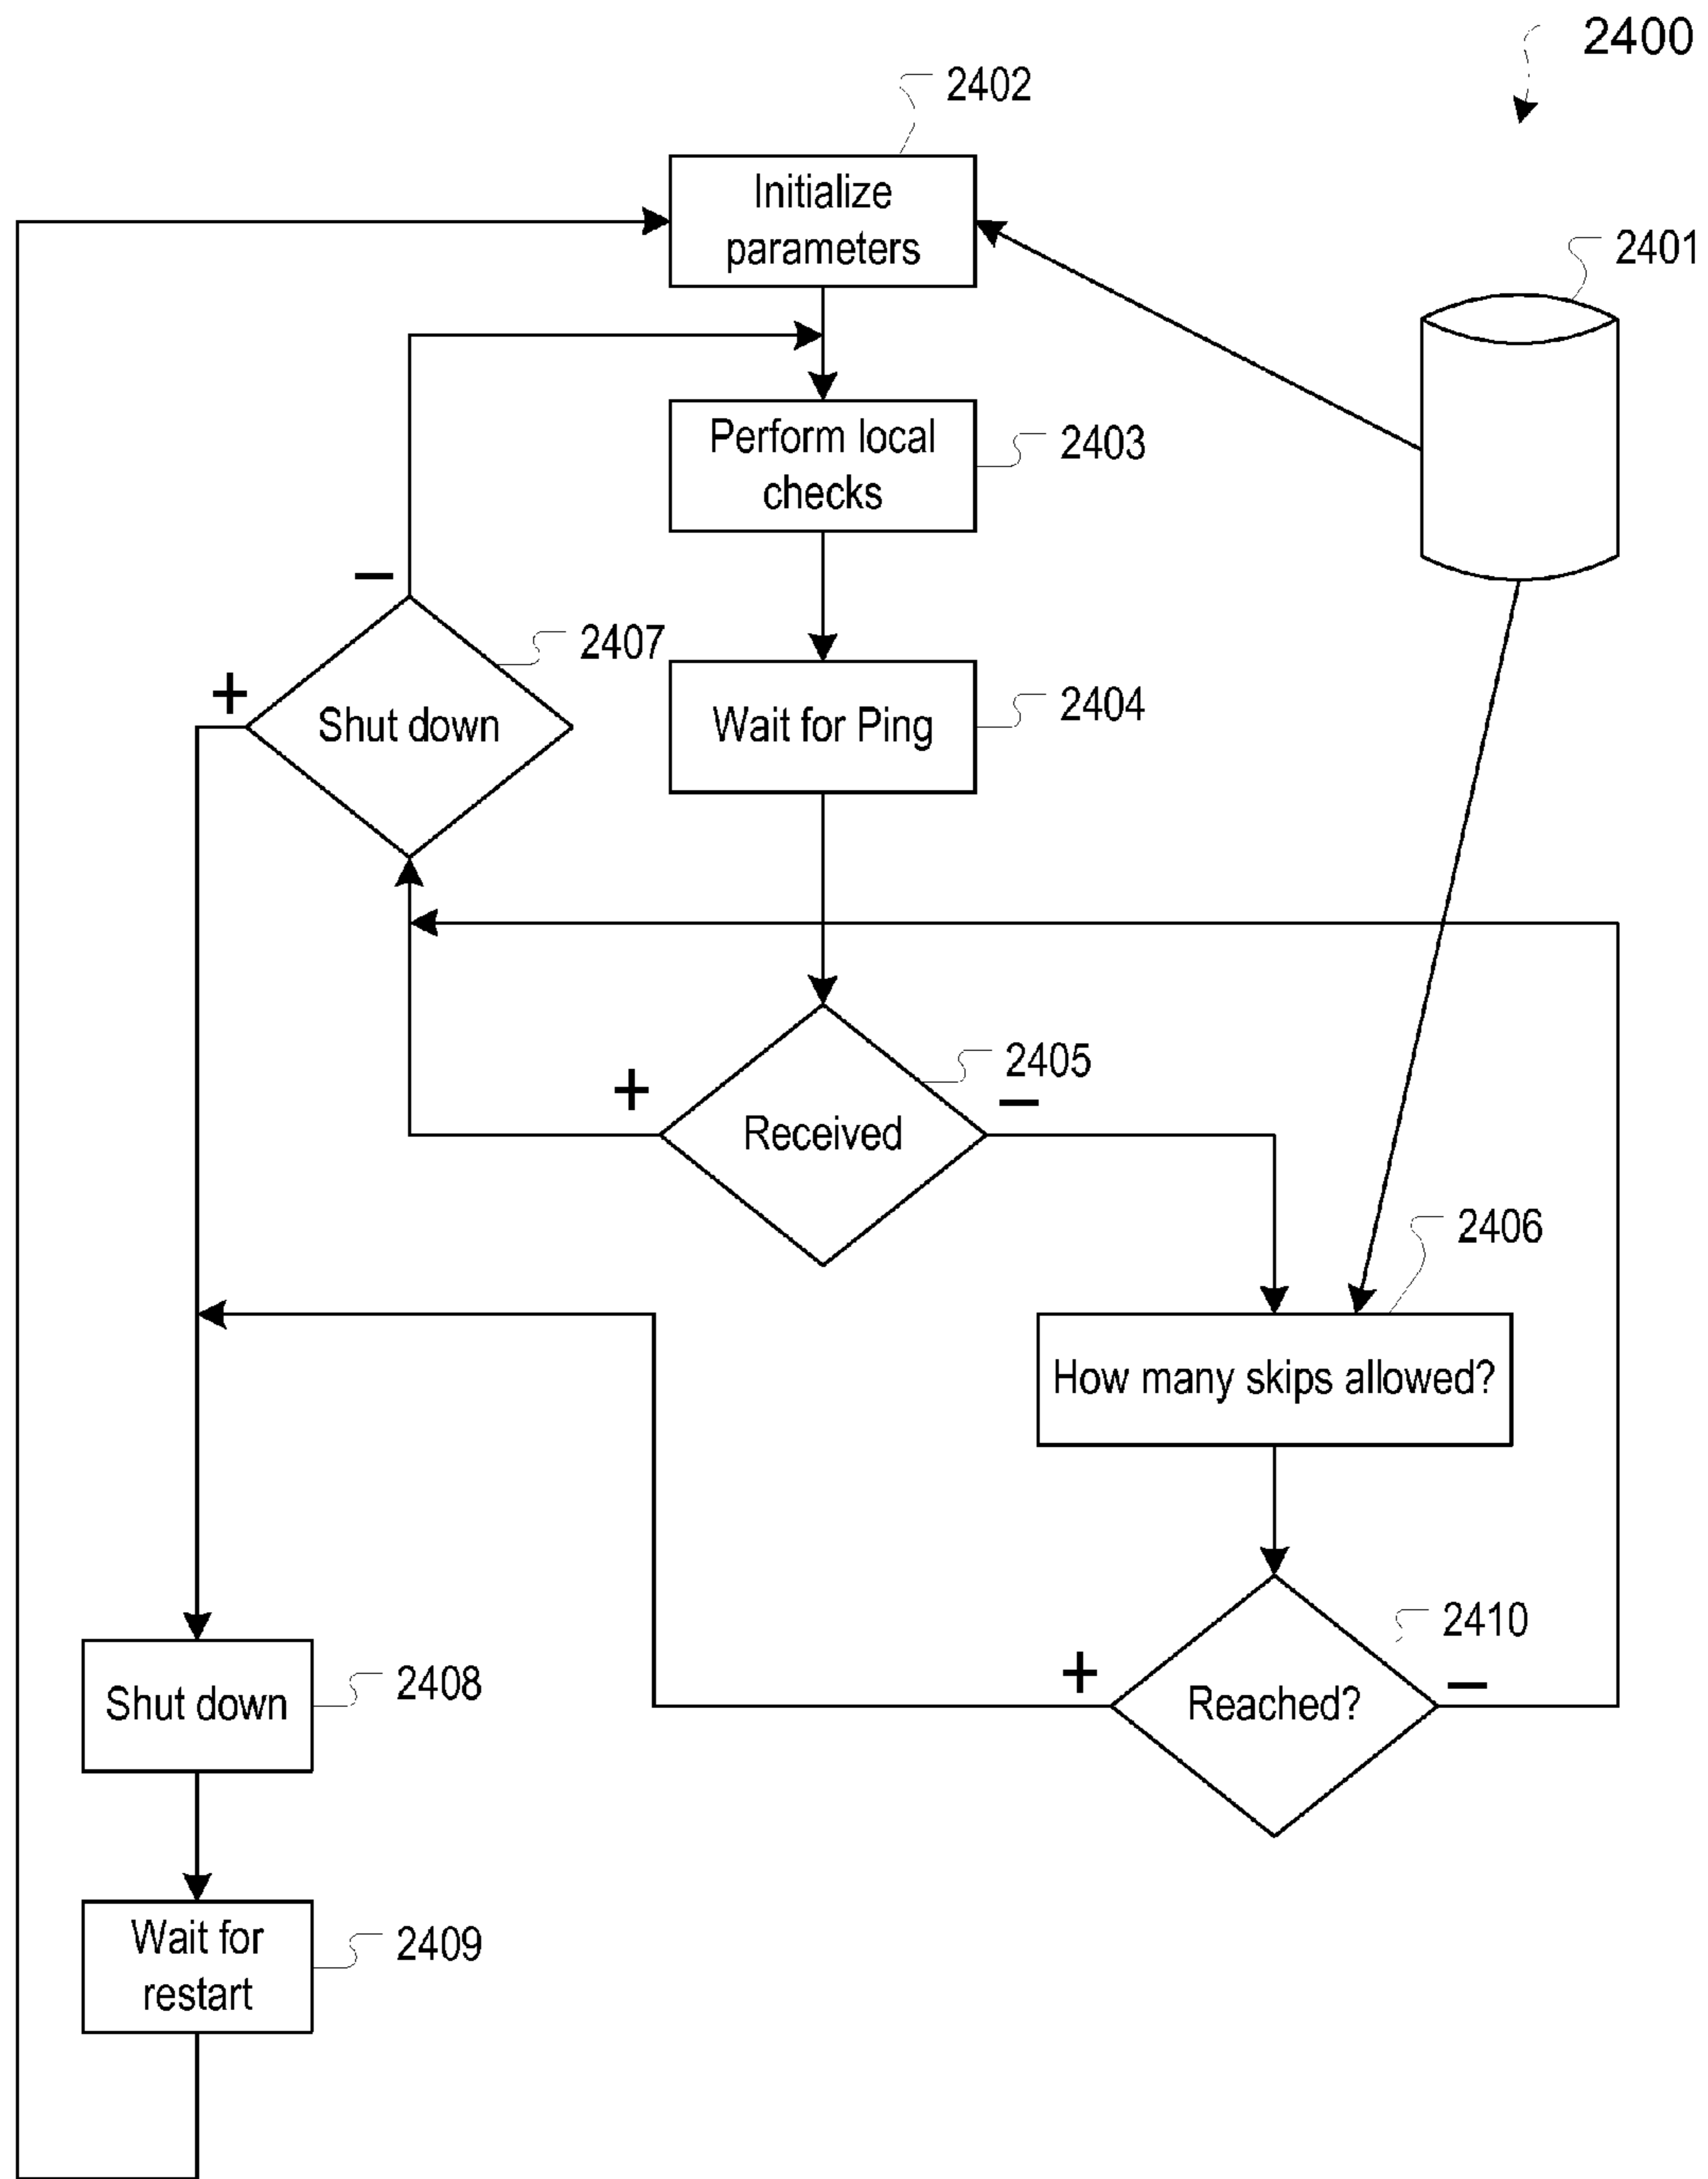 2400
2402
Initialize
parameters
2401
Perform local
checks
2403
−
2407
+
Shut down
Wait for Ping
2404
2405
+
−
Received
2406
How many skips allowed?
2410
+
−
Reached?
Shut down
2408
Wait for
restart
2409